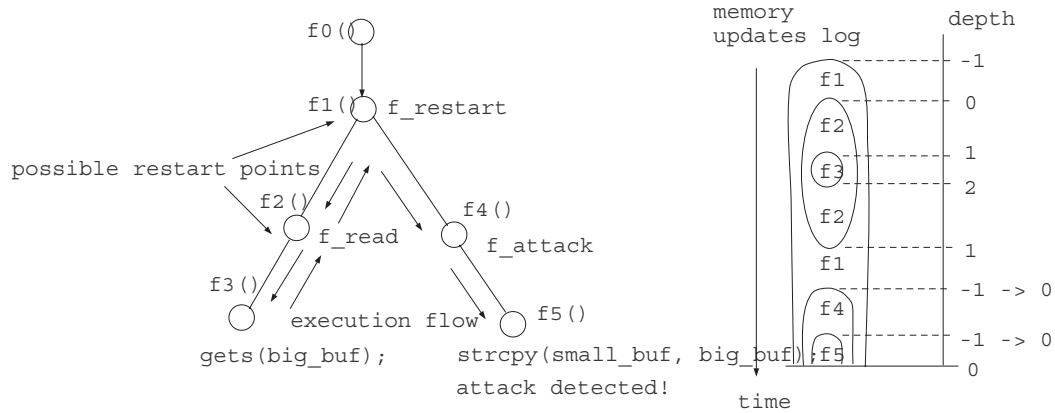 f0()
f1()
f_restart
possible restart points
f2()
f_read
f4()
f_attack
f3()
execution flow
f5()
gets(big_buf);
strcpy(small_buf, big_buf);
attack detected!
memory
updates log
depth
-1
f1
0
f2
1
f3
2
f2
1
f1
-1 -> 0
f4
-1 -> 0
f5
0
time